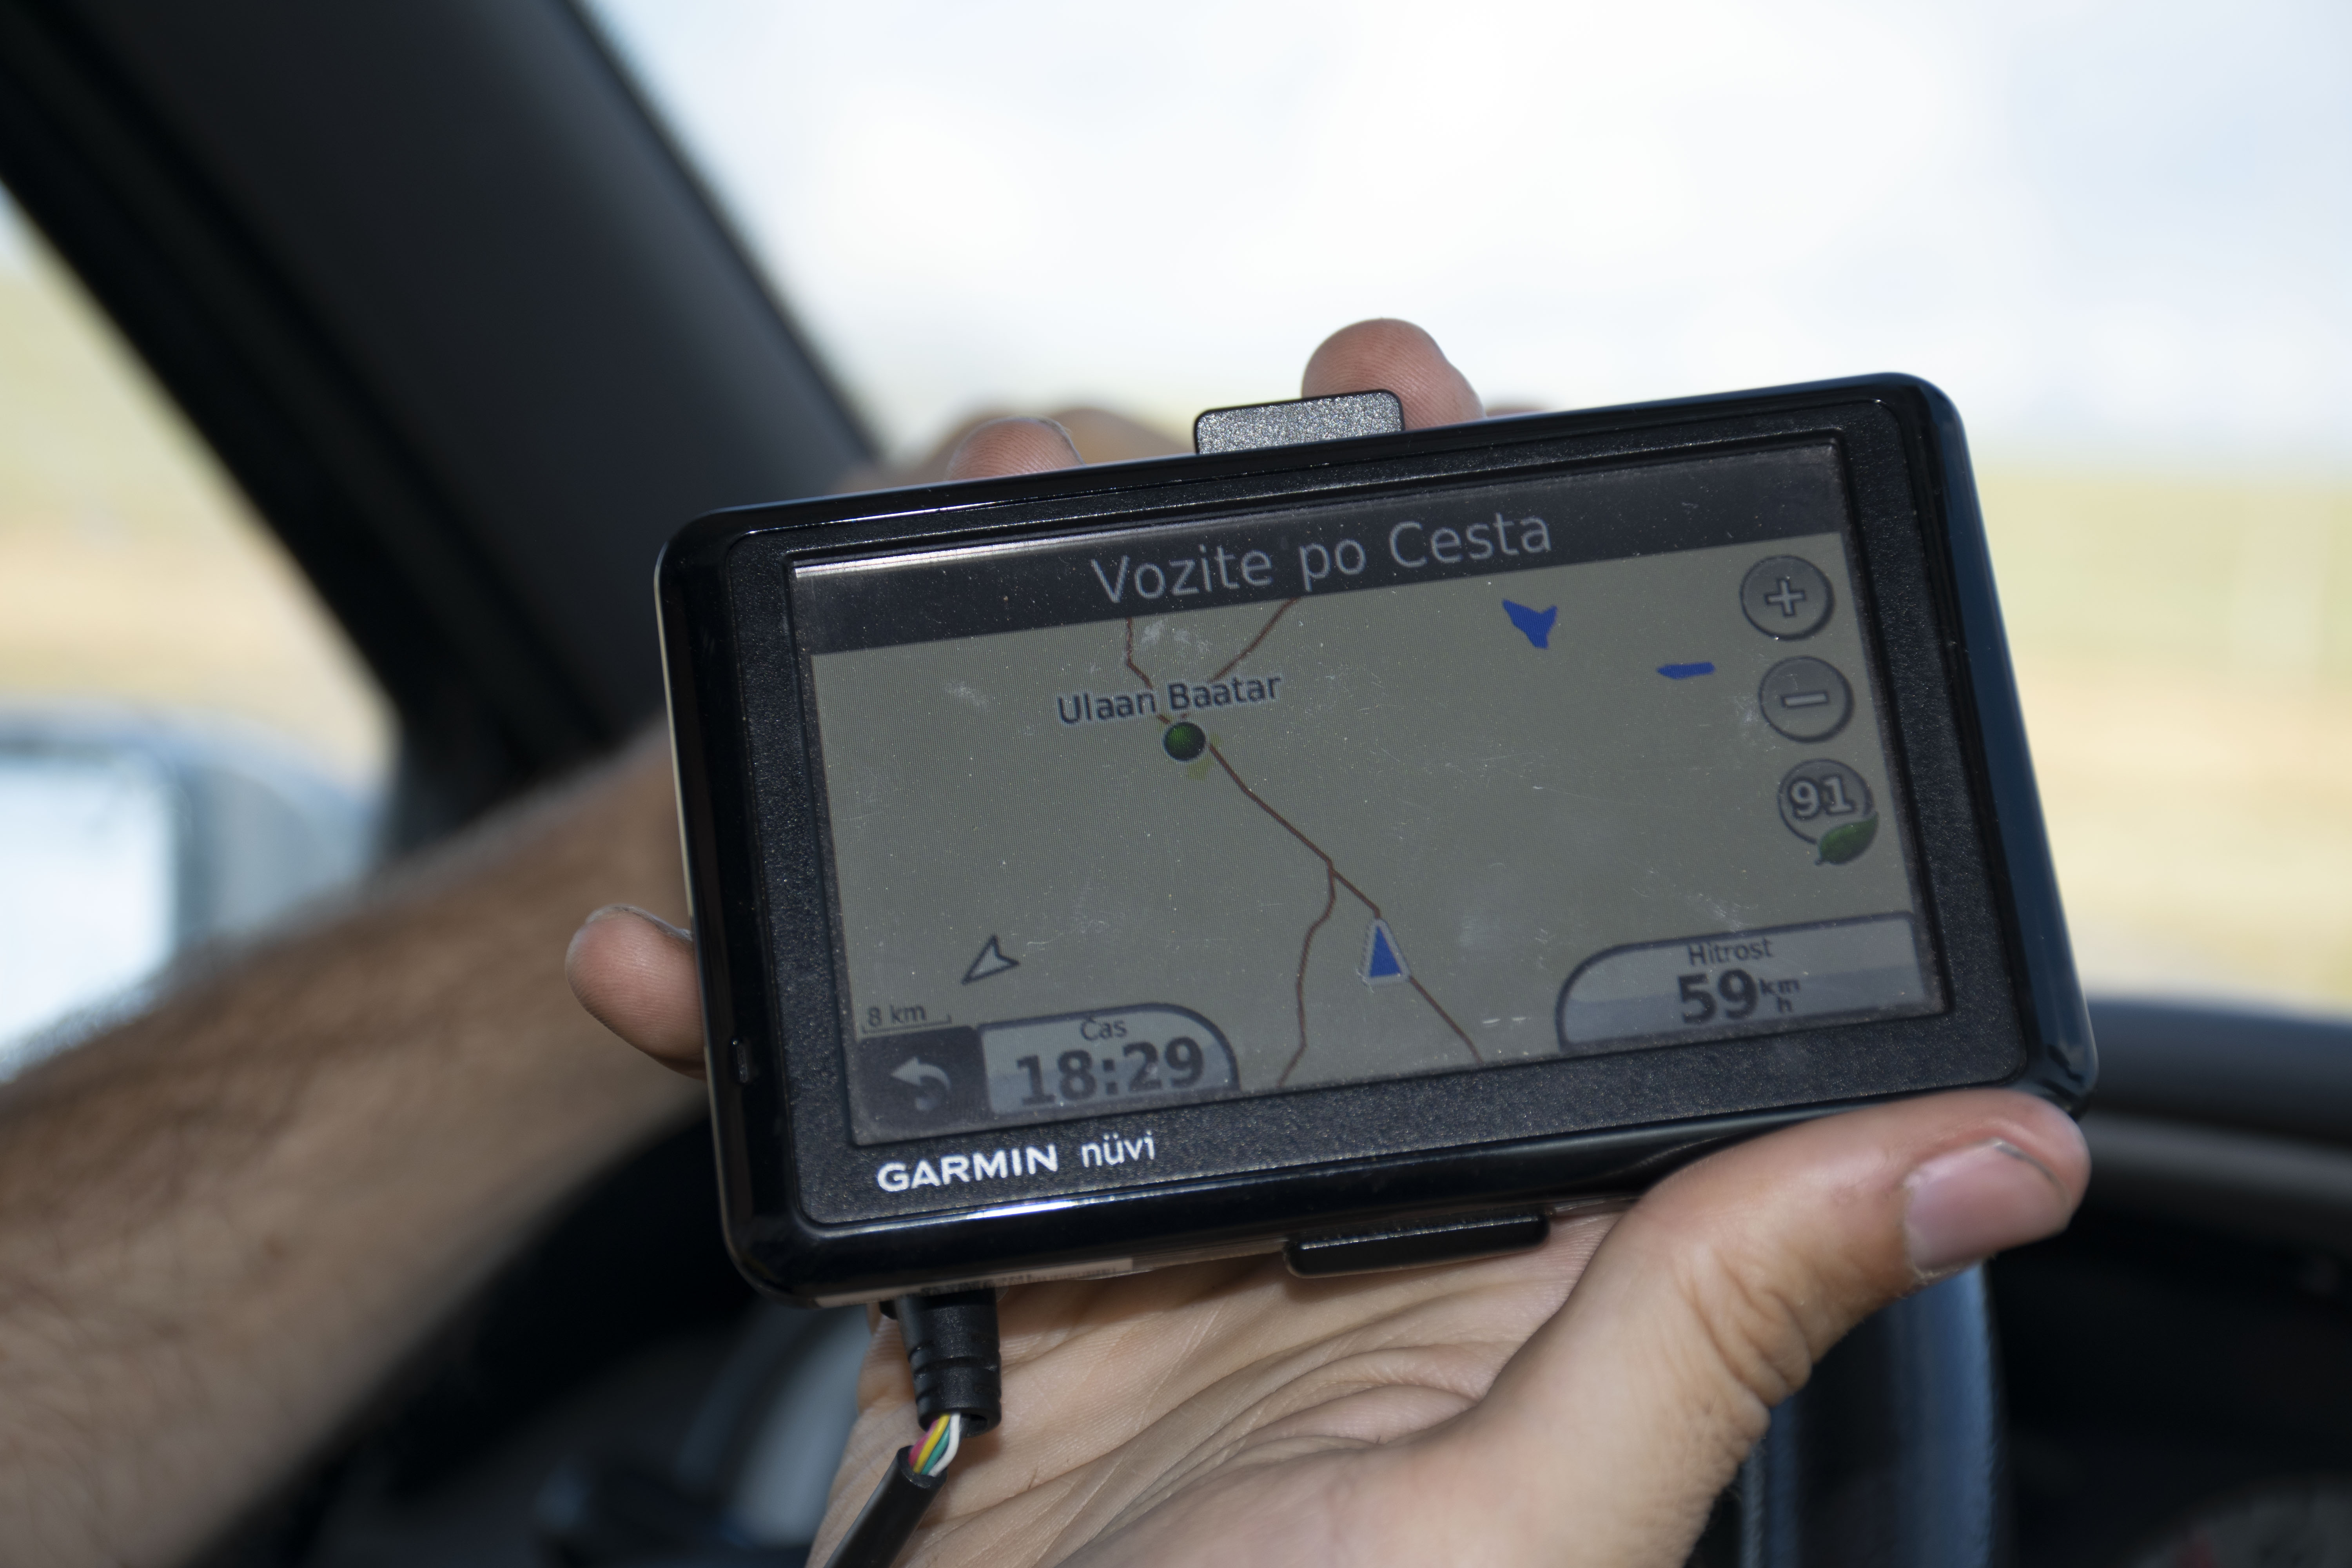 Vozite po Cesta
Ulaan Baatar
91
8 km
Čas
18:29
Hitrost
59 km
h
GARMIN nüvi